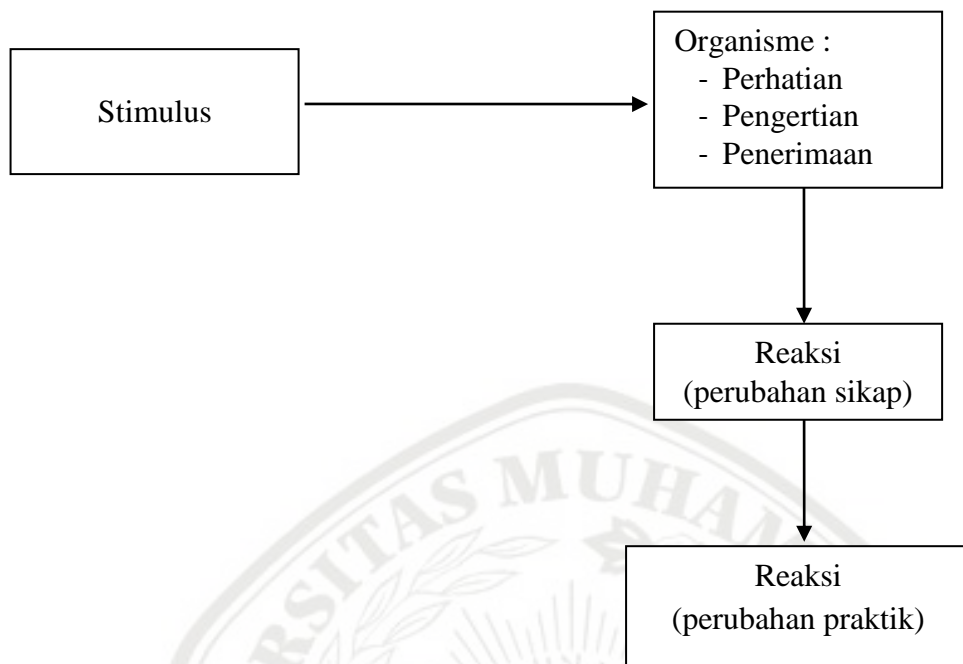 Stimulus
Organisme :
- Perhatian
- Pengertian
- Penerimaan
Reaksi
(perubahan sikap)
Reaksi
(perubahan praktik)